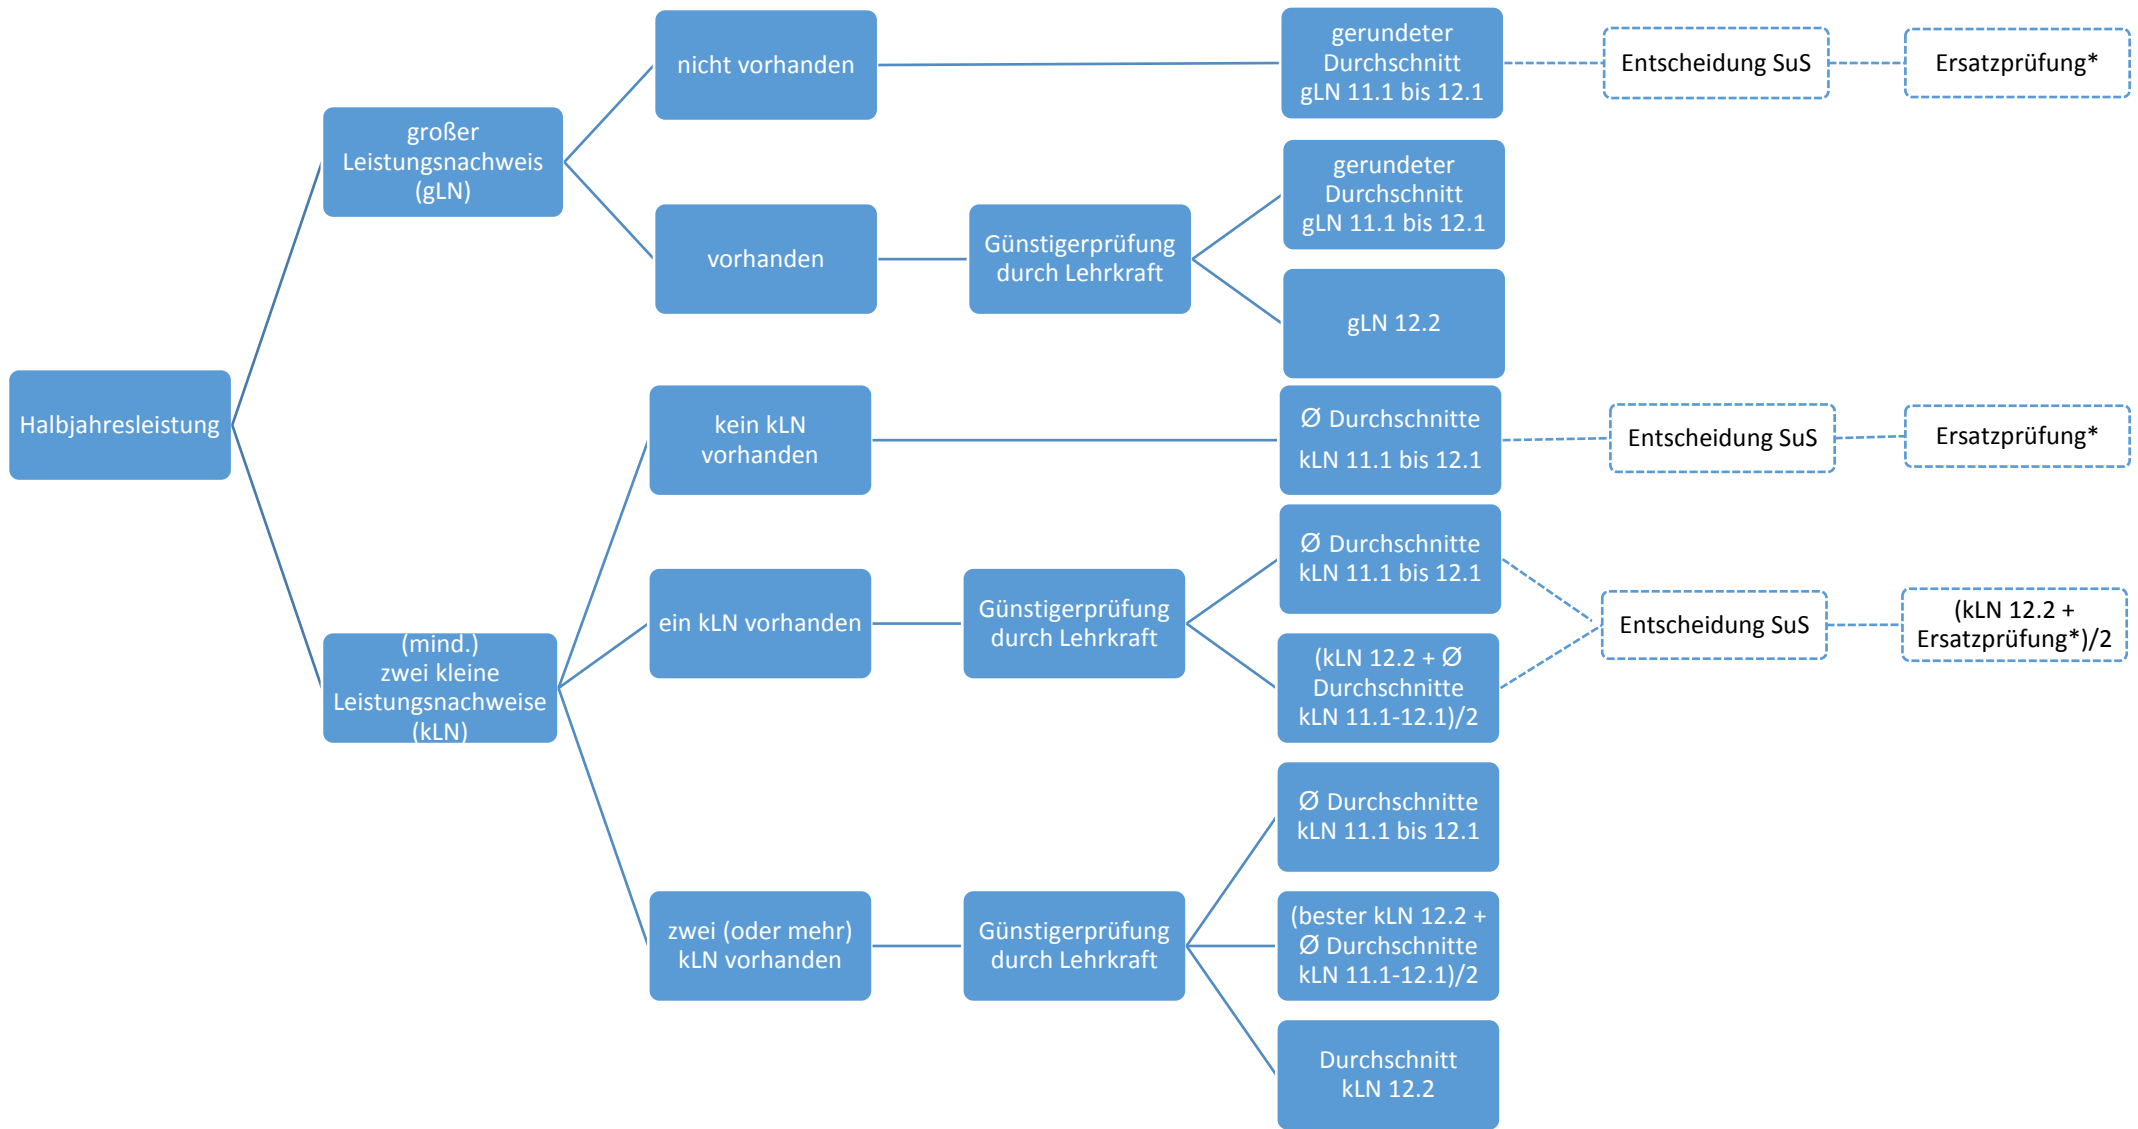 Halbjahresleistung
großer
Leistungsnachweis
(gLN)
nicht vorhanden
gerundeter
Durchschnitt
gLN 11.1 bis 12.1
Entscheidung SuS
Ersatzprüfung*
vorhanden
Günstigerprüfung
durch Lehrkraft
gerundeter
Durchschnitt
gLN 11.1 bis 12.1
gLN 12.2
(mind.)
zwei kleine
Leistungsnachweise
(kLN)
kein kLN
vorhanden
Ø Durchschnitte
kLN 11.1 bis 12.1
Entscheidung SuS
Ersatzprüfung*
ein kLN vorhanden
Günstigerprüfung
durch Lehrkraft
Ø Durchschnitte
kLN 11.1 bis 12.1
(kLN 12.2 + Ø
Durchschnitte
kLN 11.1-12.1)/2
Entscheidung SuS
(kLN 12.2 +
Ersatzprüfung*)/2
zwei (oder mehr)
kLN vorhanden
Günstigerprüfung
durch Lehrkraft
Ø Durchschnitte
kLN 11.1 bis 12.1
(bester kLN 12.2 +
Ø Durchschnitte
kLN 11.1-12.1)/2
Durchschnitt
kLN 12.2